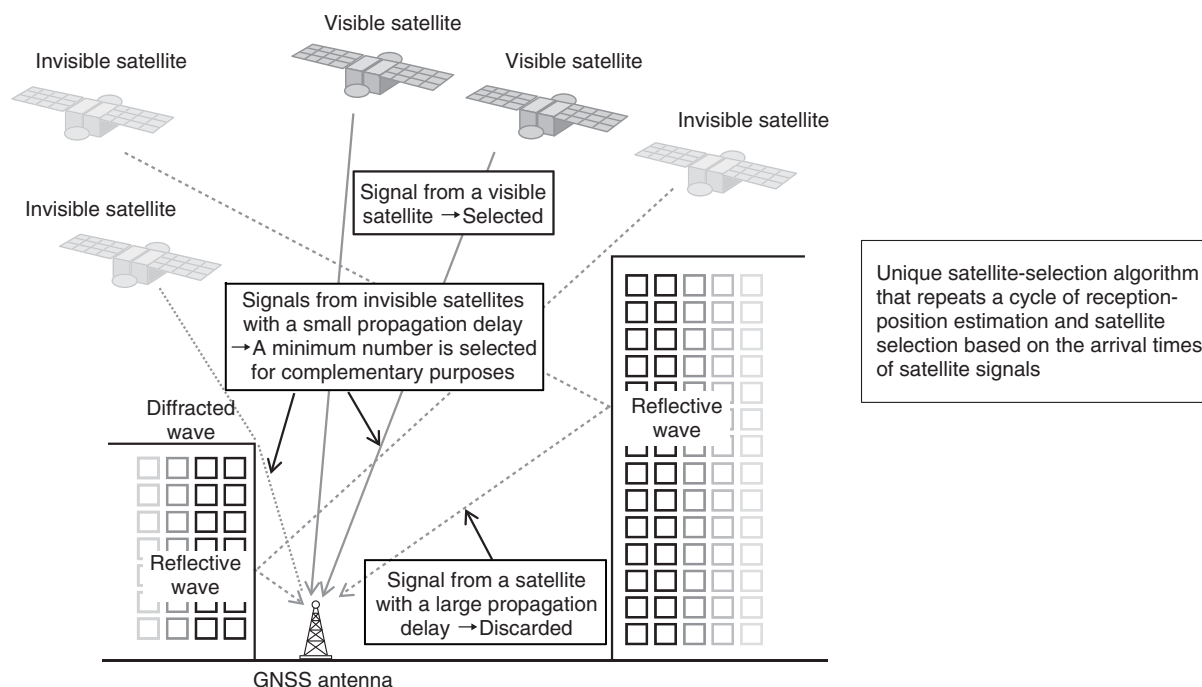 Visible satellite
Invisible satellite
Visible satellite
Invisible satellite
Signal from a visible
satellite →Selected
Invisible satellite
Unique satellite-selection algorithm
that repeats a cycle of reception-
position estimation and satellite
selection based on the arrival times
of satellite signals
Signals from invisible satellites
with a small propagation delay
→A minimum number is selected
for complementary purposes
Diffracted
wave
Reflective
wave
Reflective
wave
Signal from a satellite
with a large propagation
delay →Discarded
GNSS antenna